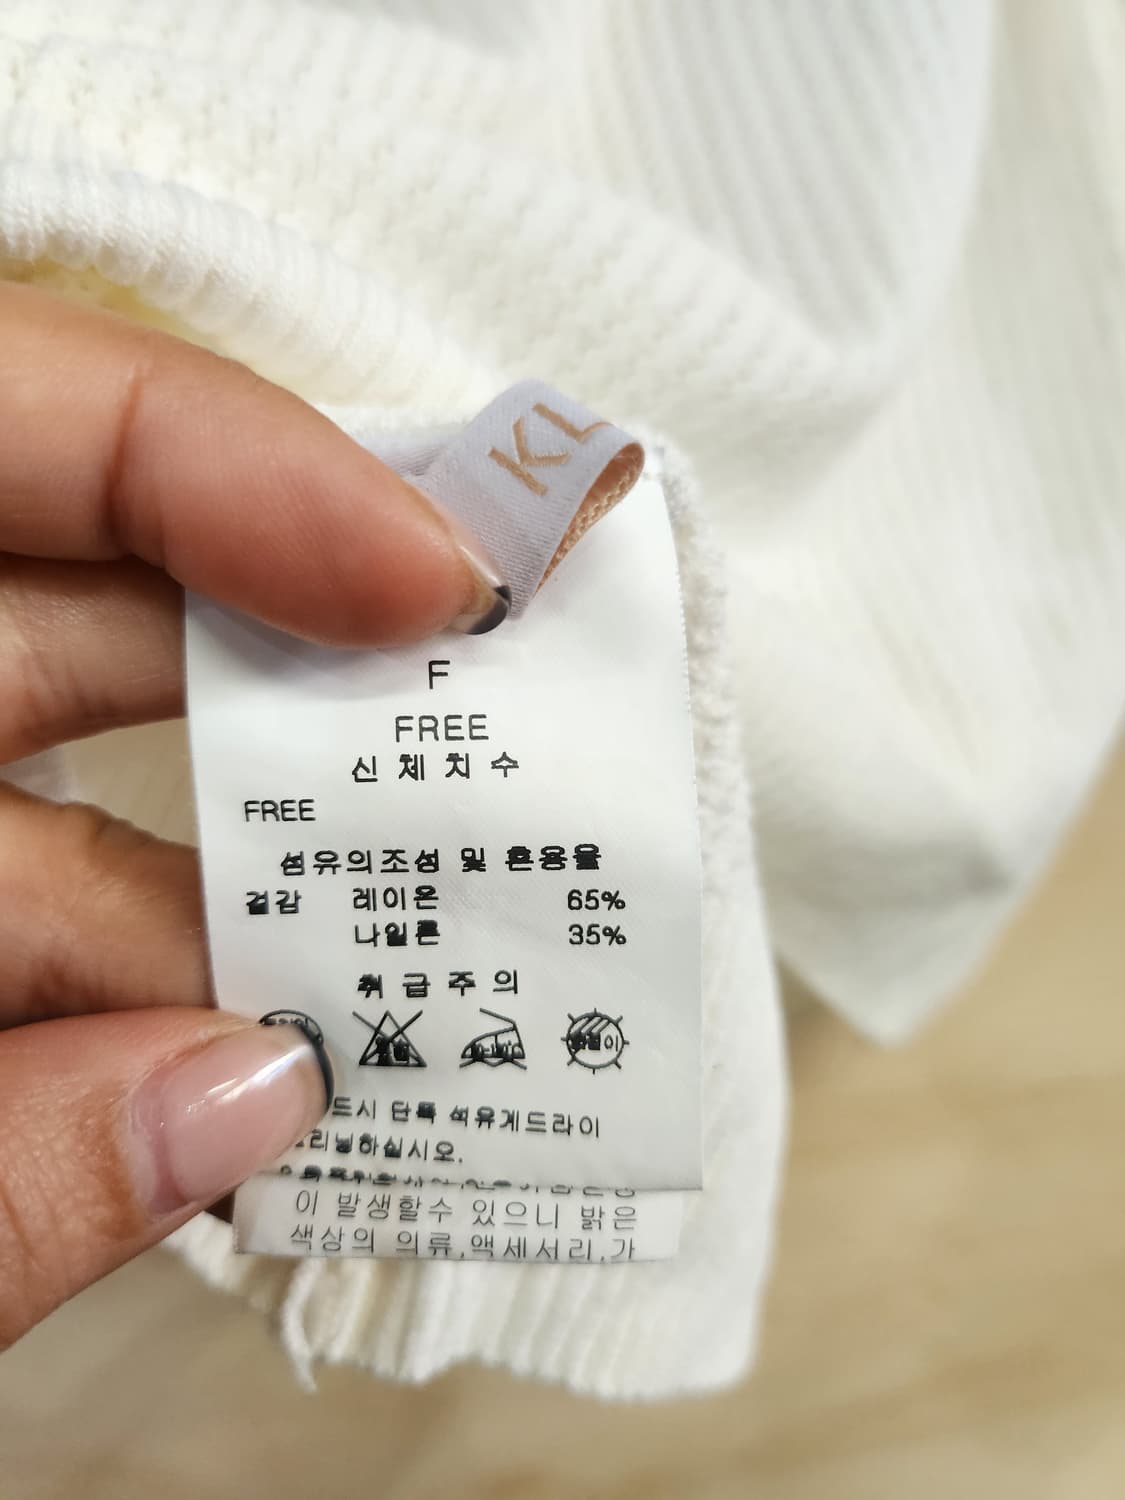 KL
F
FREE
신체치수
FREE
섬유의조성 및 혼용율
겉감 레이온 65%
나일론 35%
취급주의
드시 단독 석유계드라이
리닝하십시오.
이 발생할수 있으니 밝은
색상의 의류,액세서리,가